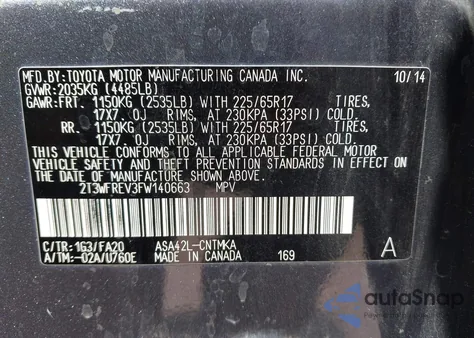 MFD.BY:TOYOTA MOTOR MANUFACTURING CANADA INC. 10/14
GVWR:2035KG (4485LB)
GAWR:FRT. 1150KG (2535LB) WITH 225/65R17 TIRES,
17X7.0J RIMS, AT 230KPA (33PSI) COLD.
RR. 1150KG (2535LB) WITH 225/65R17 TIRES,
17X7.0J RIMS, AT 230KPA (33PSI) COLD.
THIS VEHICLE CONFORMS TO ALL APPLICABLE FEDERAL MOTOR
VEHICLE SAFETY AND THEFT PREVENTION STANDARDS IN EFFECT ON
THE DATE OF MANUFACTURE SHOWN ABOVE.
2T3WFREV3FW140663 MPV
C/TR:1G3/FA20 ASA42L-CNTMKA
A/TM:-02A/U760E MADE IN CANADA 169 A
autoSnap